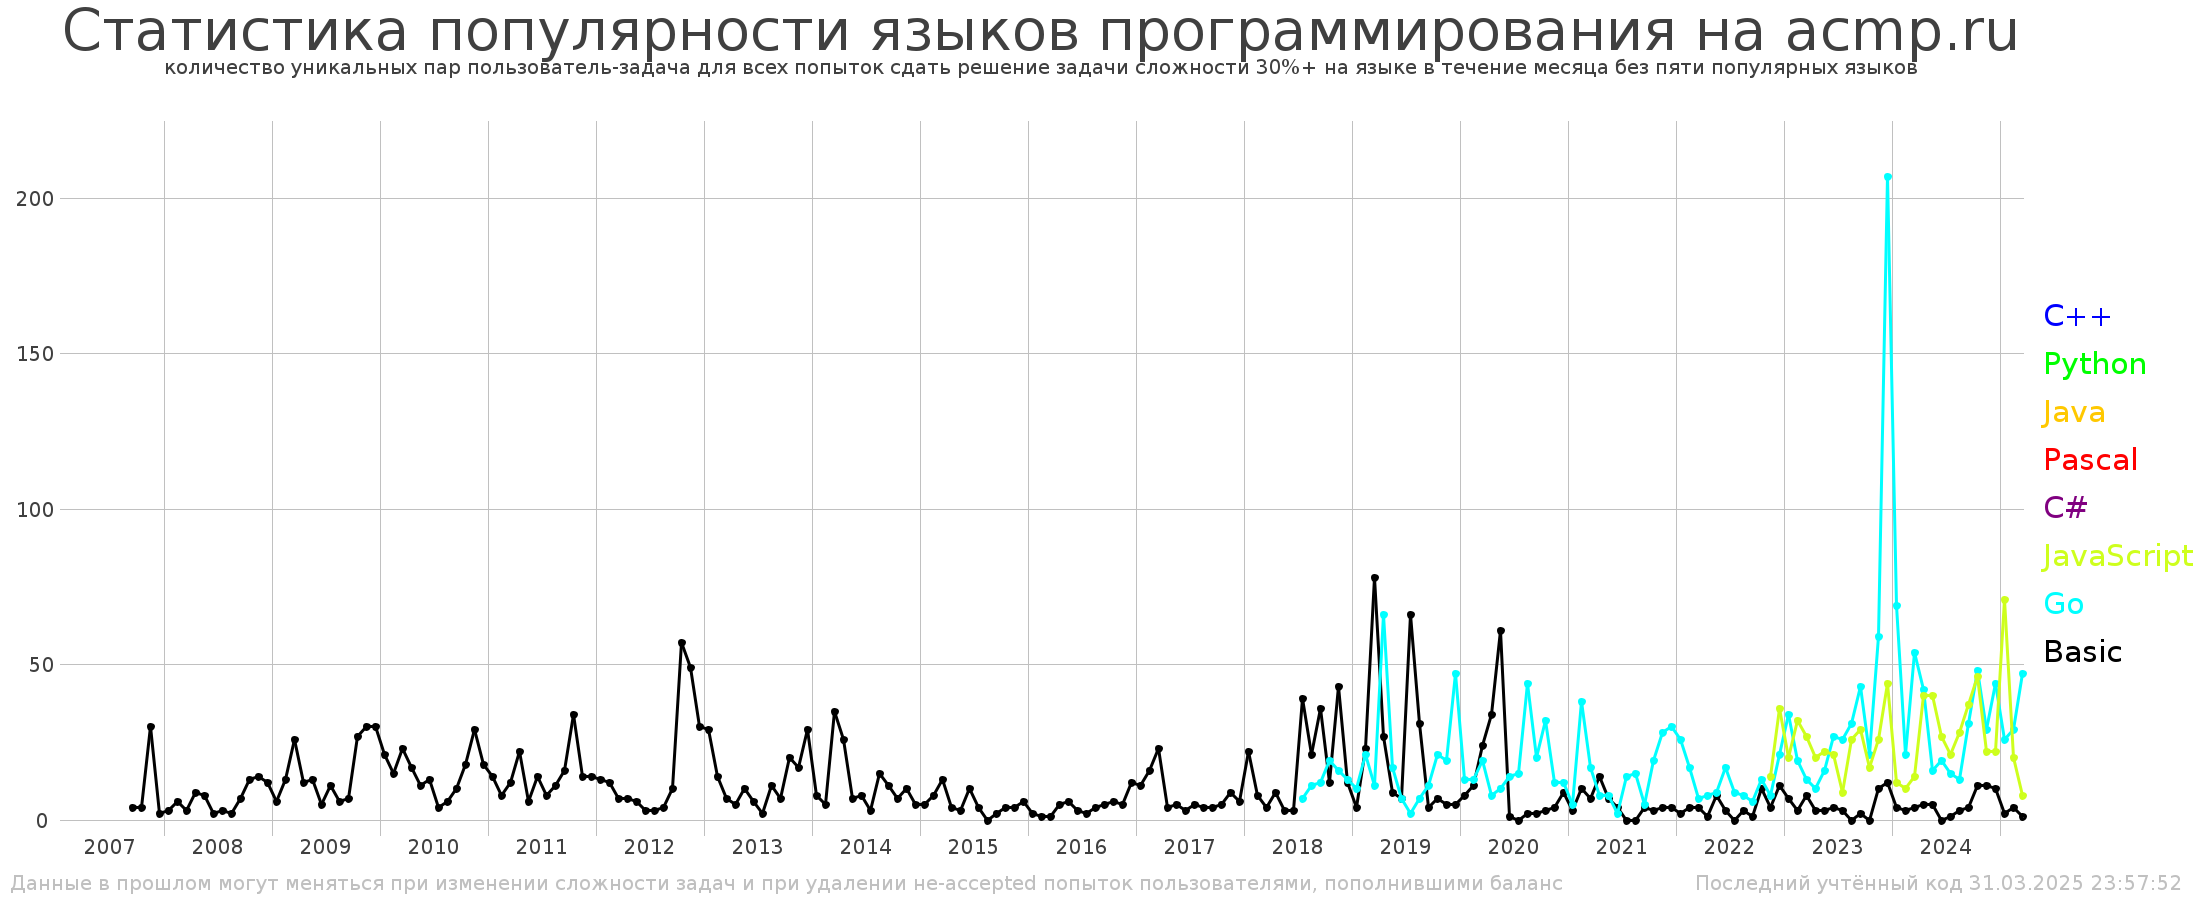 Статистика популярности языков программирования на acmp.ru
количество уникальных пар пользователь-задача для всех попыток сдать решение задачи сложности 30%+ на языке в течение месяца без пяти популярных языков
200
150
100
50
0
C++
Python
Java
Pascal
C#
JavaScript
Go
Basic
2007 2008 2009 2010 2011 2012 2013 2014 2015 2016 2017 2018 2019 2020 2021 2022 2023 2024
Данные в прошлом могут меняться при изменении сложности задач и при удалении не-accepted попыток пользователями, пополнившими баланс
Последний учтённый код 31.03.2025 23:57:52